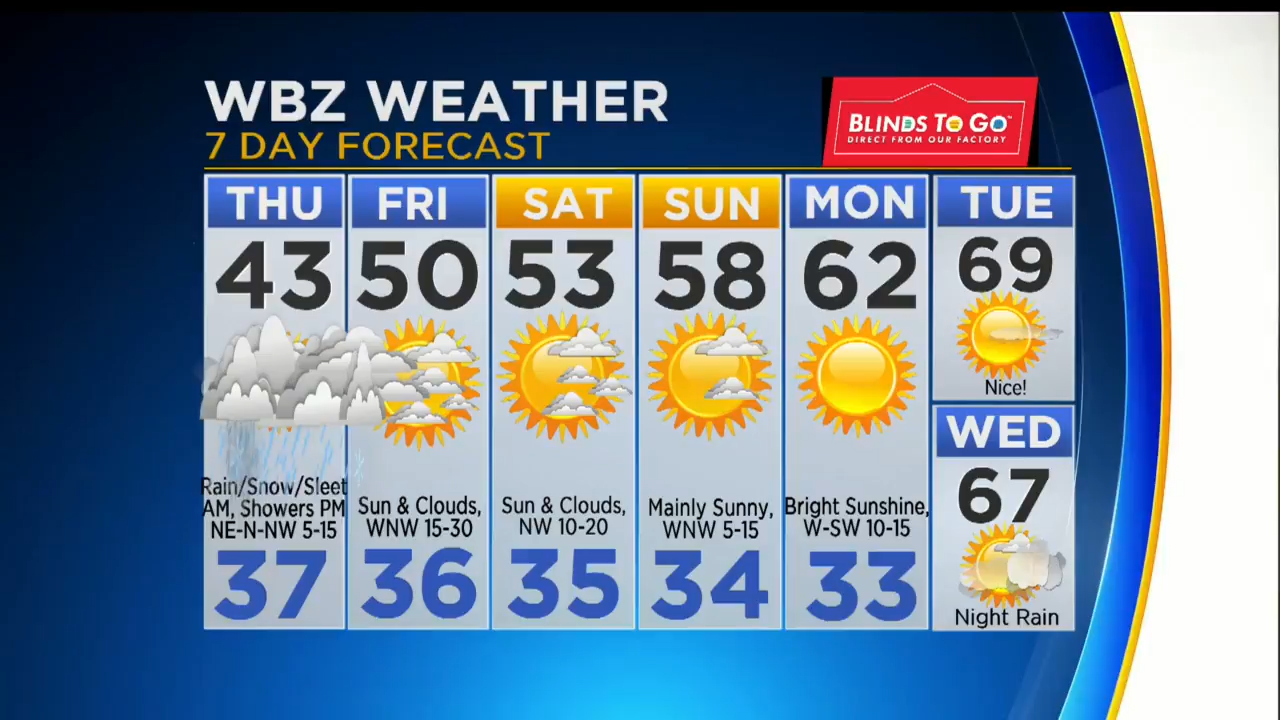 WBZ WEATHER
7 DAY FORECAST
BLINDS TO GO™
DIRECT FROM OUR FACTORY
THU
43
Rain/Snow/Sleet
AM, Showers PM
NE-N-NW 5-15
37
FRI
50
Sun & Clouds,
WNW 15-30
36
SAT
53
Sun & Clouds,
NW 10-20
35
SUN
58
Mainly Sunny,
WNW 5-15
34
MON
62
Bright Sunshine,
W-SW 10-15
33
TUE
69
Nice!
WED
67
Night Rain